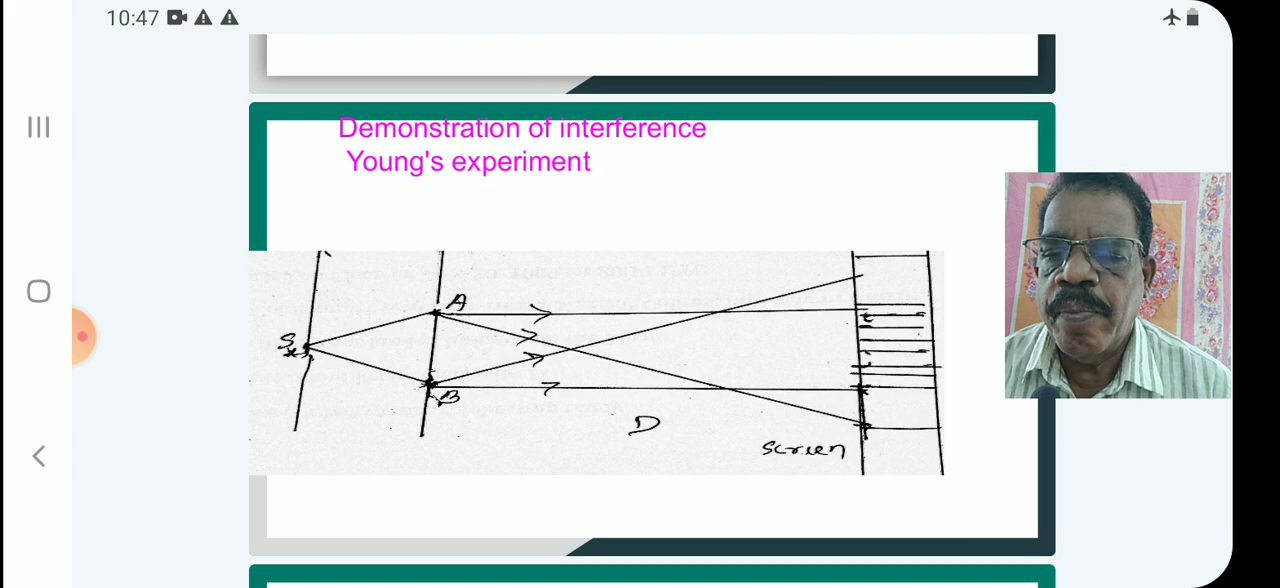 10:47
Demonstration of interference
Young's experiment
A
S
B
D
screen